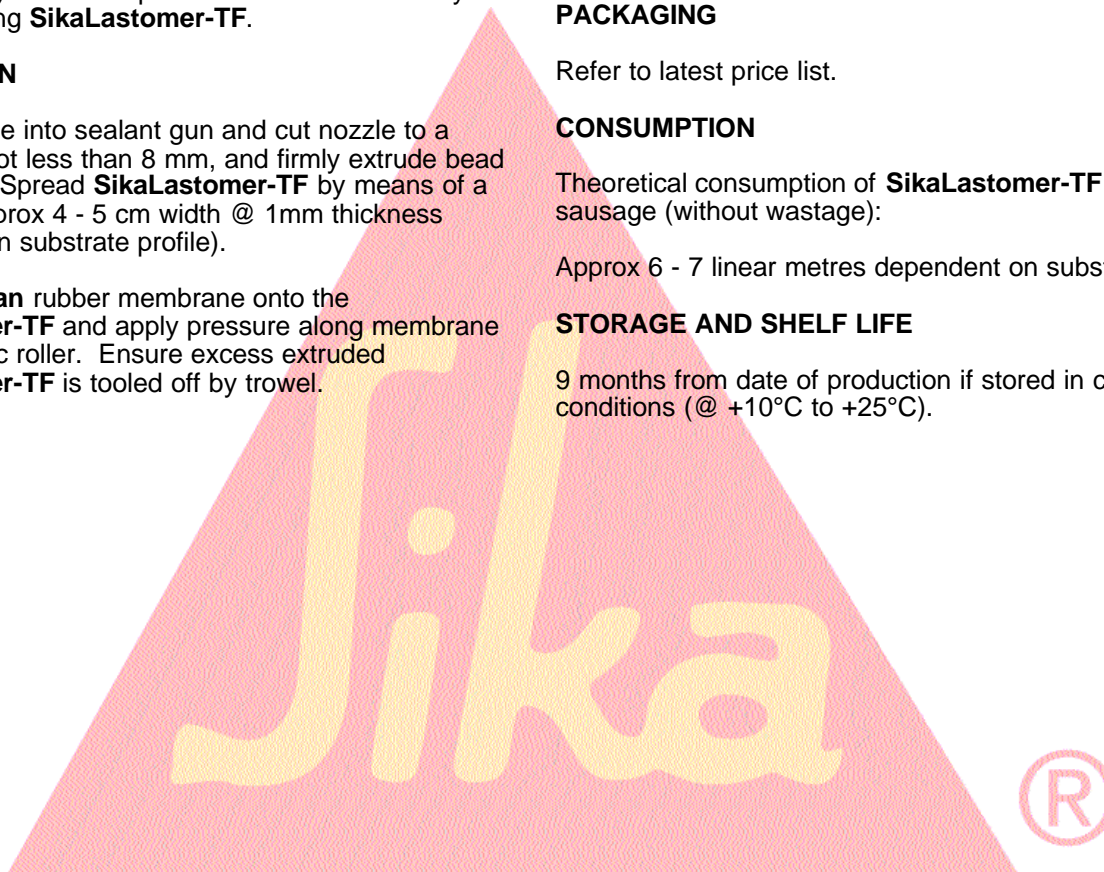 ng SikaLastomer-TF.
N
e into sealant gun and cut nozzle to a
ot less than 8 mm, and firmly extrude bead
Spread SikaLastomer-TF by means of a
prox 4 - 5 cm width @ 1mm thickness
n substrate profile).
an rubber membrane onto the
er-TF and apply pressure along membrane
c roller. Ensure excess extruded
er-TF is tooled off by trowel.
PACKAGING
Refer to latest price list.
CONSUMPTION
Theoretical consumption of SikaLastomer-TF
sausage (without wastage):
Approx 6 - 7 linear metres dependent on subst
STORAGE AND SHELF LIFE
9 months from date of production if stored in c
conditions (@ +10°C to +25°C).
Sika
®